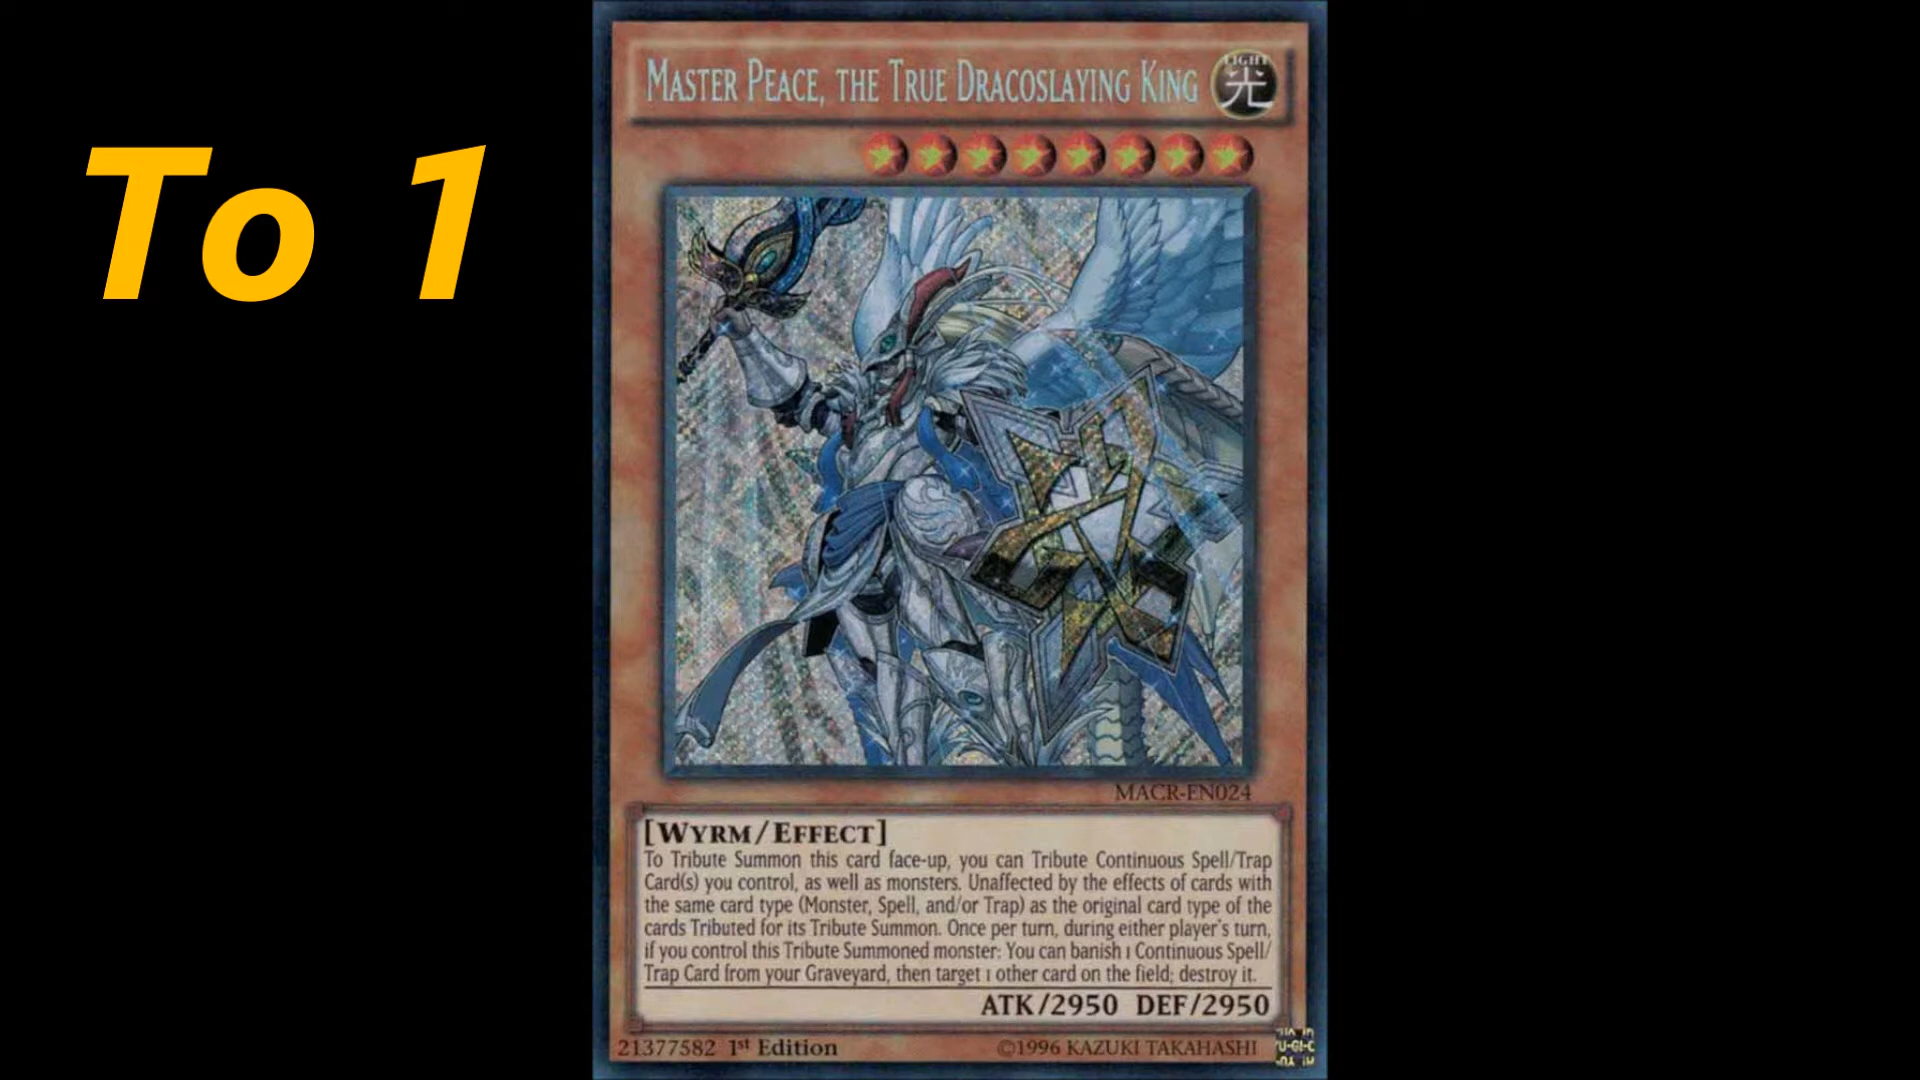 To 1
MASTER PEACE, THE TRUE DRACOSLAYING KING
LIGHT
光
MACR-EN024
[WYRM/EFFECT]
To Tribute Summon this card face-up, you can Tribute Continuous Spell/Trap
Card(s) you control, as well as monsters. Unaffected by the effects of cards with
the same card type (Monster, Spell, and/or Trap) as the original card type of the
cards Tributed for its Tribute Summon. Once per turn, during either player's turn,
if you control this Tribute Summoned monster: You can banish 1 Continuous Spell/
Trap Card from your Graveyard, then target 1 other card on the field; destroy it.
ATK/2950 DEF/2950
21377582 1st Edition
©1996 KAZUKI TAKAHASHI